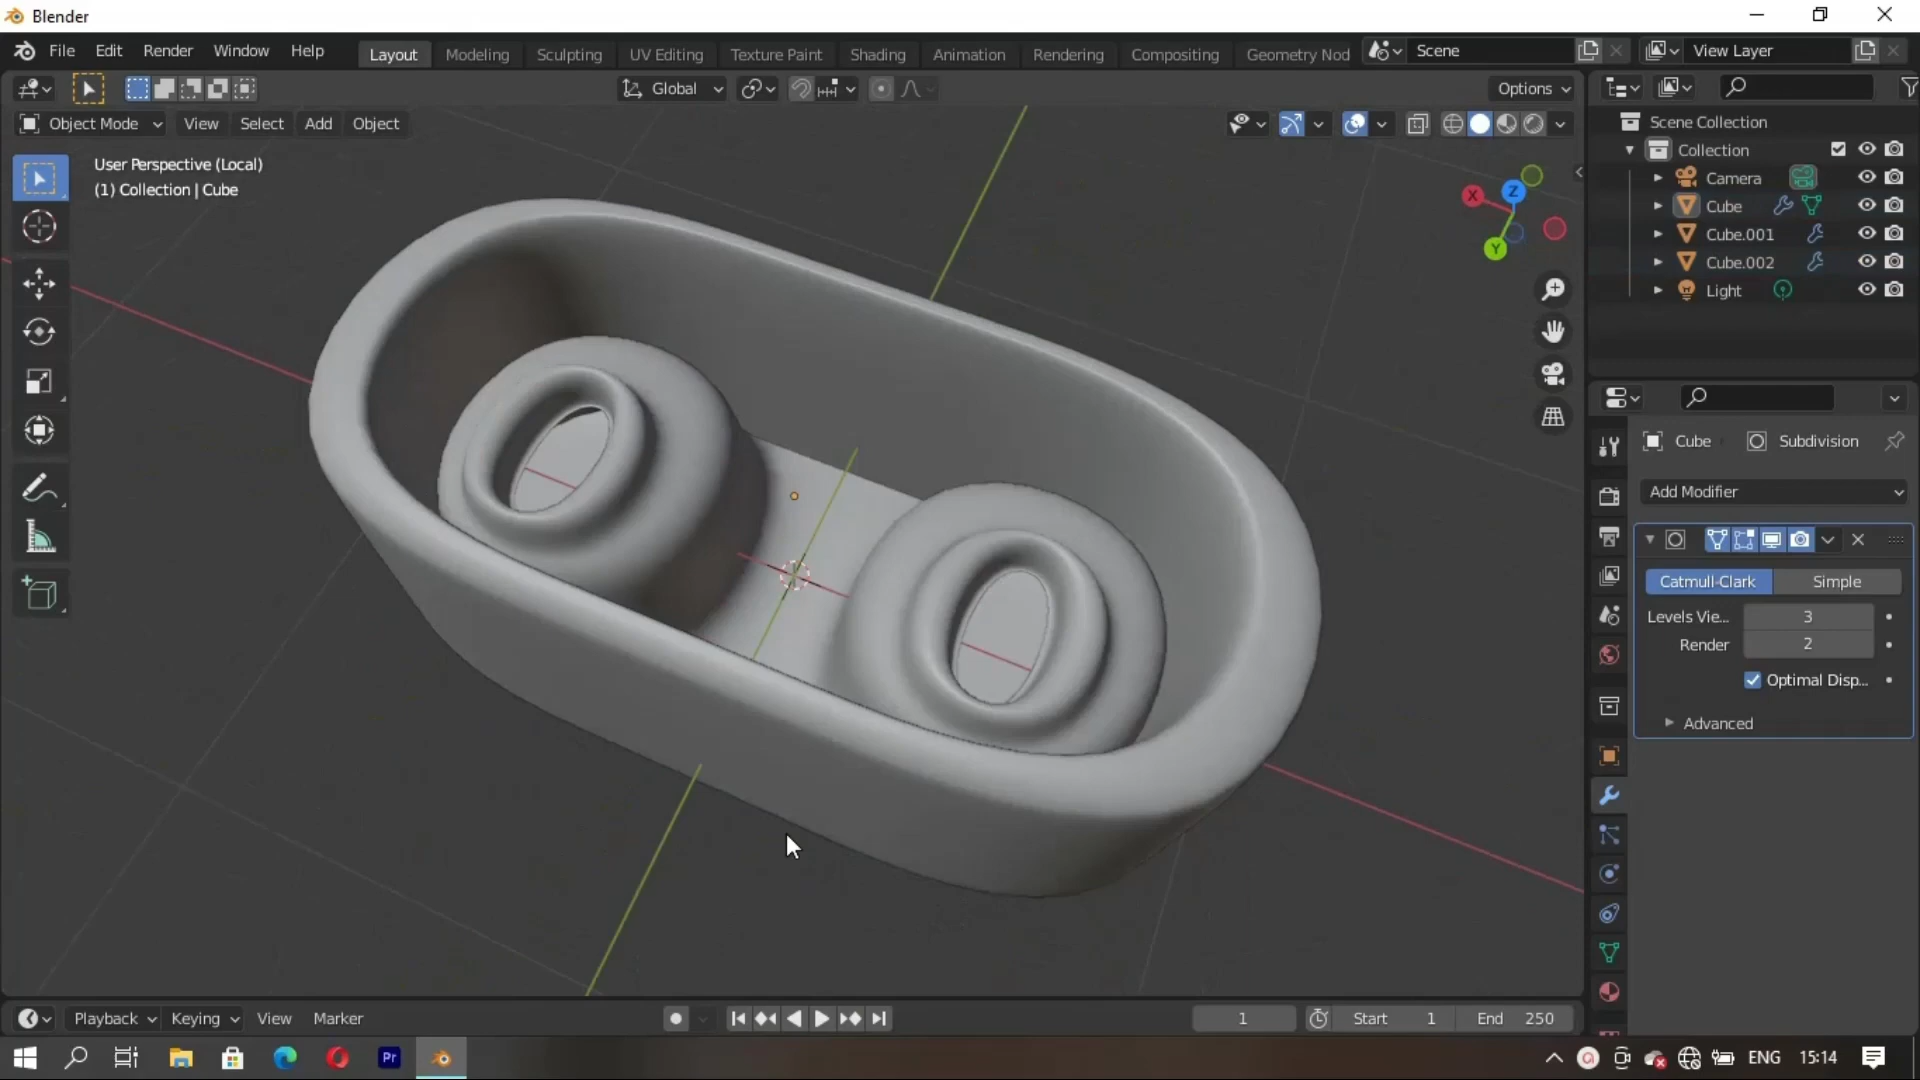 Blender
File Edit Render Window Help Layout Modeling Sculpting UV Editing Texture Paint Shading Animation Rendering Compositing Geometry Nod Scene View Layer
Global Options
Object Mode View Select Add Object
User Perspective (Local)
(1) Collection | Cube
X
Z
Y
Scene Collection
Collection
Camera
Cube
Cube.001
Cube.002
Light
Cube Subdivision
Add Modifier
Catmull-Clark Simple
Levels Vie... 3
Render 2
Optimal Disp...
Advanced
Playback Keying View Marker 1 Start 1 End 250
Pr ENG 15:14